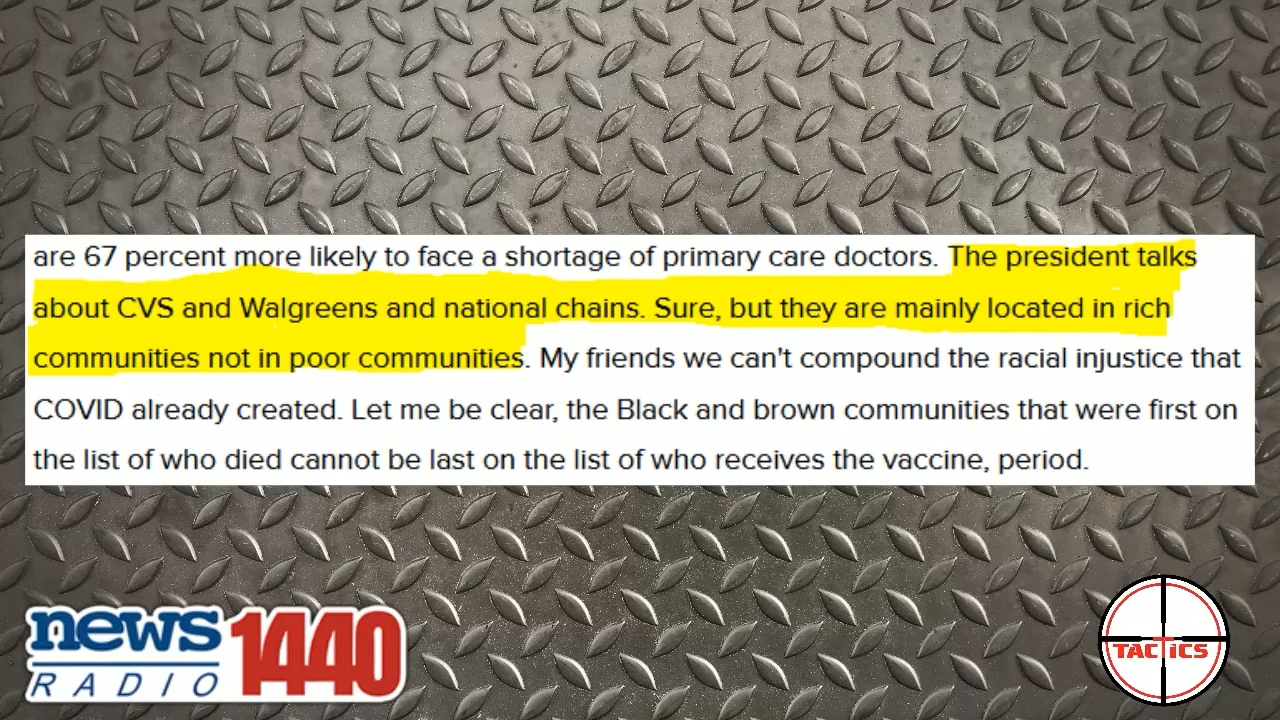 are 67 percent more likely to face a shortage of primary care doctors. The president talks
about CVS and Walgreens and national chains. Sure, but they are mainly located in rich
communities not in poor communities. My friends we can't compound the racial injustice that
COVID already created. Let me be clear, the Black and brown communities that were first on
the list of who died cannot be last on the list of who receives the vaccine, period.
news 1440
RADIO
TACTICS